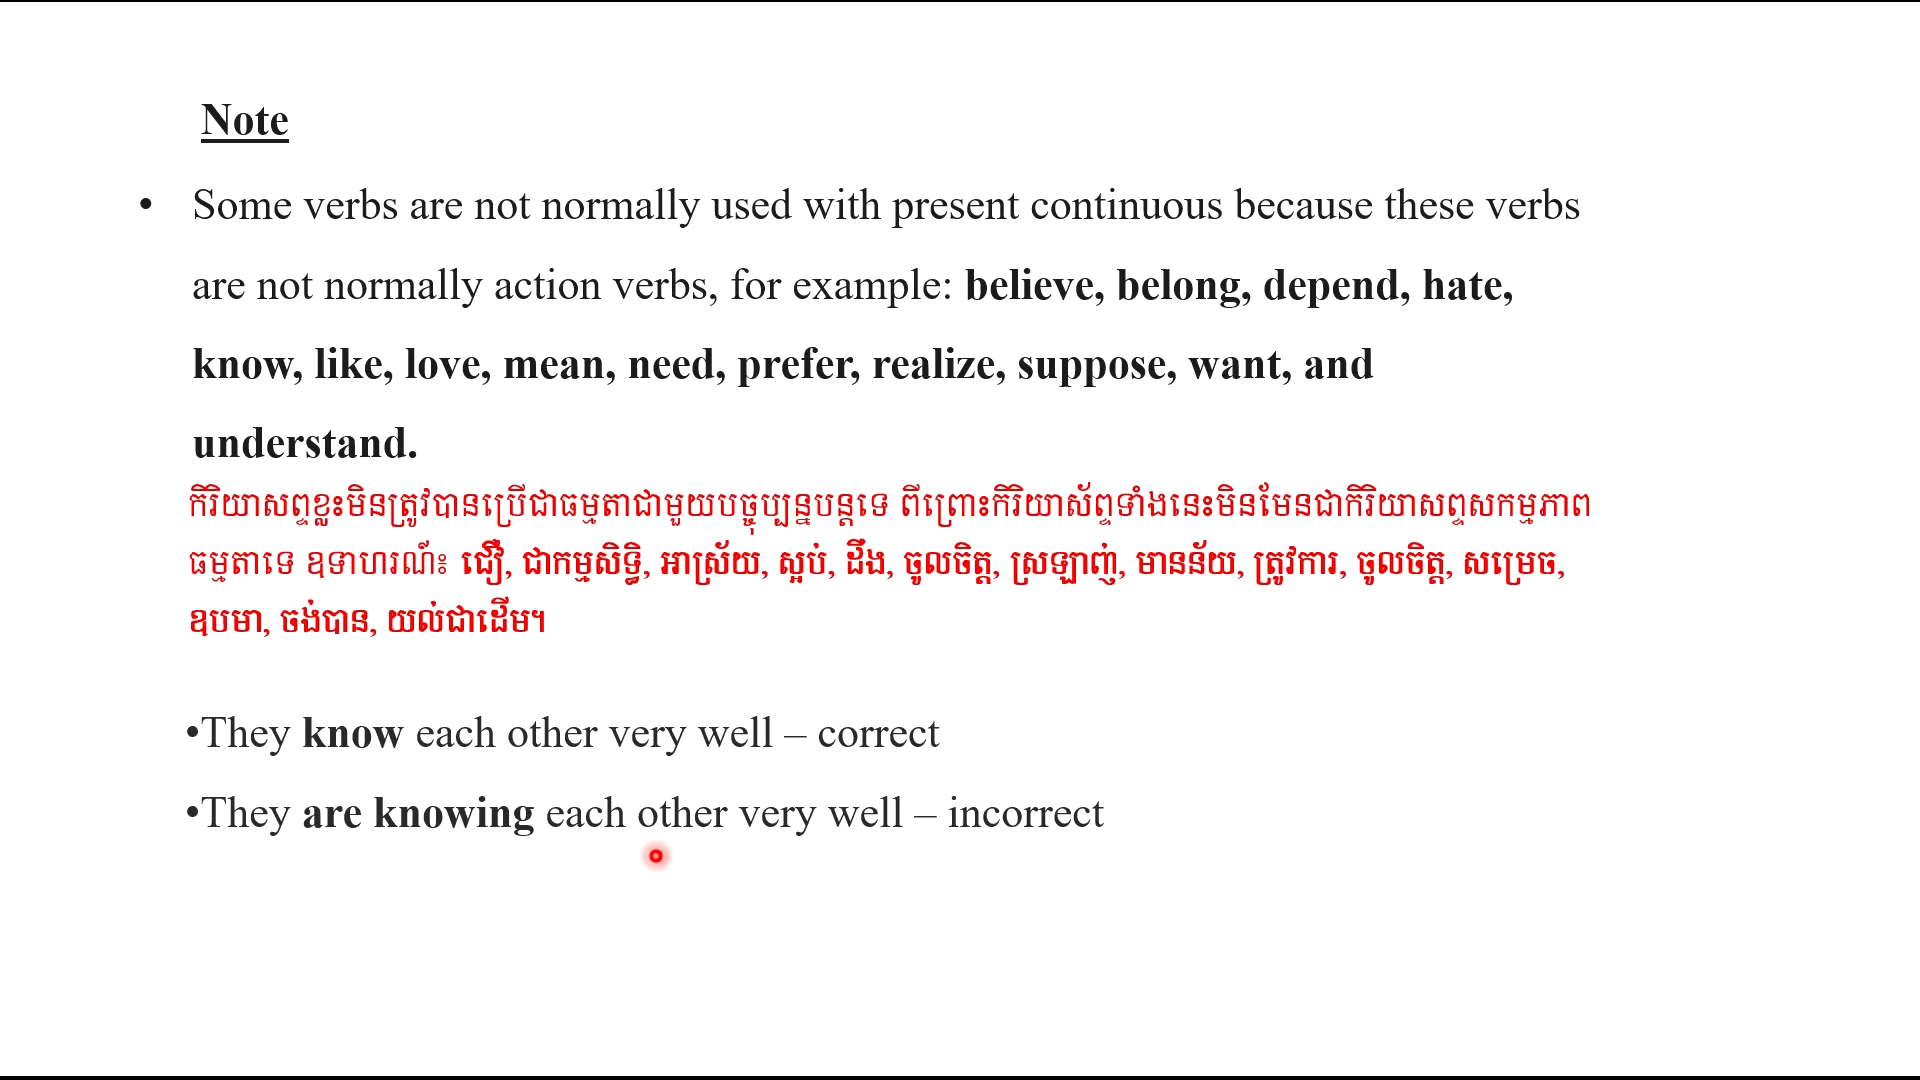 Note
• Some verbs are not normally used with present continuous because these verbs
are not normally action verbs, for example: believe, belong, depend, hate,
know, like, love, mean, need, prefer, realize, suppose, want, and
understand.
កិរិយាសព្ទខ្លះមិនត្រូវបានប្រើជាធម្មតាជាមួយបច្ចុប្បន្នបន្តទេ ពីព្រោះកិរិយាស័ព្ទទាំងនេះមិនមែនជាកិរិយាសព្ទសកម្មភាព
ធម្មតាទេ ឧទាហរណ៍៖ ជឿ, ជាកម្មសិទ្ធិ, អាស្រ័យ, ស្អប់, ដឹង, ចូលចិត្ត, ស្រឡាញ់, មានន័យ, ត្រូវការ, ចូលចិត្ត, សម្រេច,
ឧបមា, ចង់បាន, យល់ជាដើម។
•They know each other very well – correct
•They are knowing each other very well – incorrect